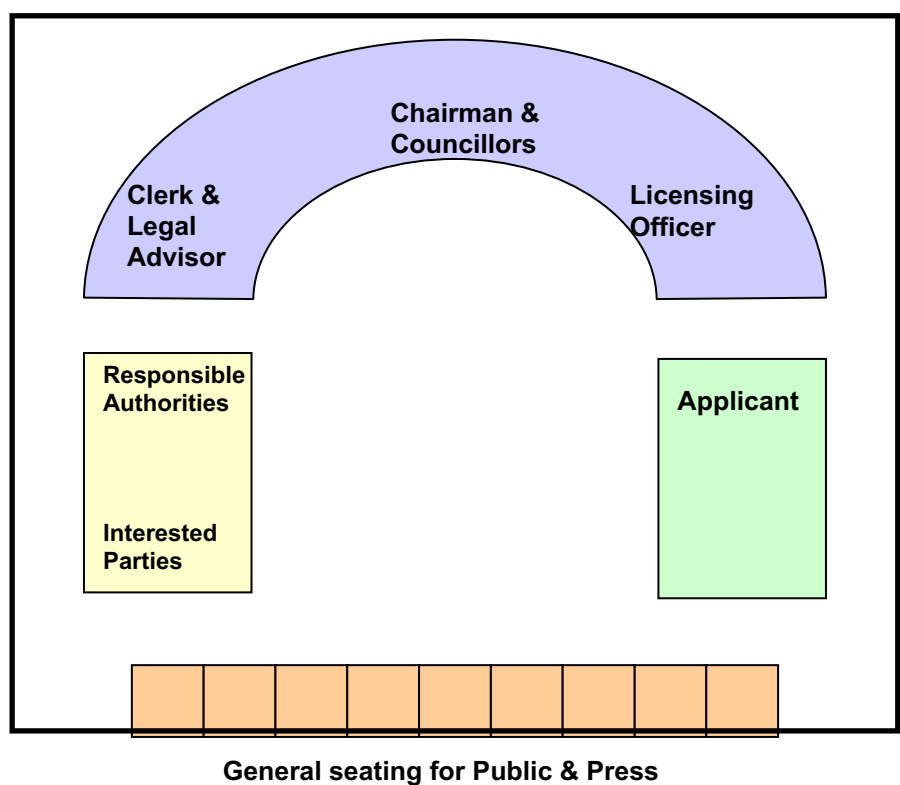 Chairman &
Councillors
Clerk &
Legal
Advisor
Licensing
Officer
Responsible
Authorities
Interested
Parties
Applicant
General seating for Public & Press